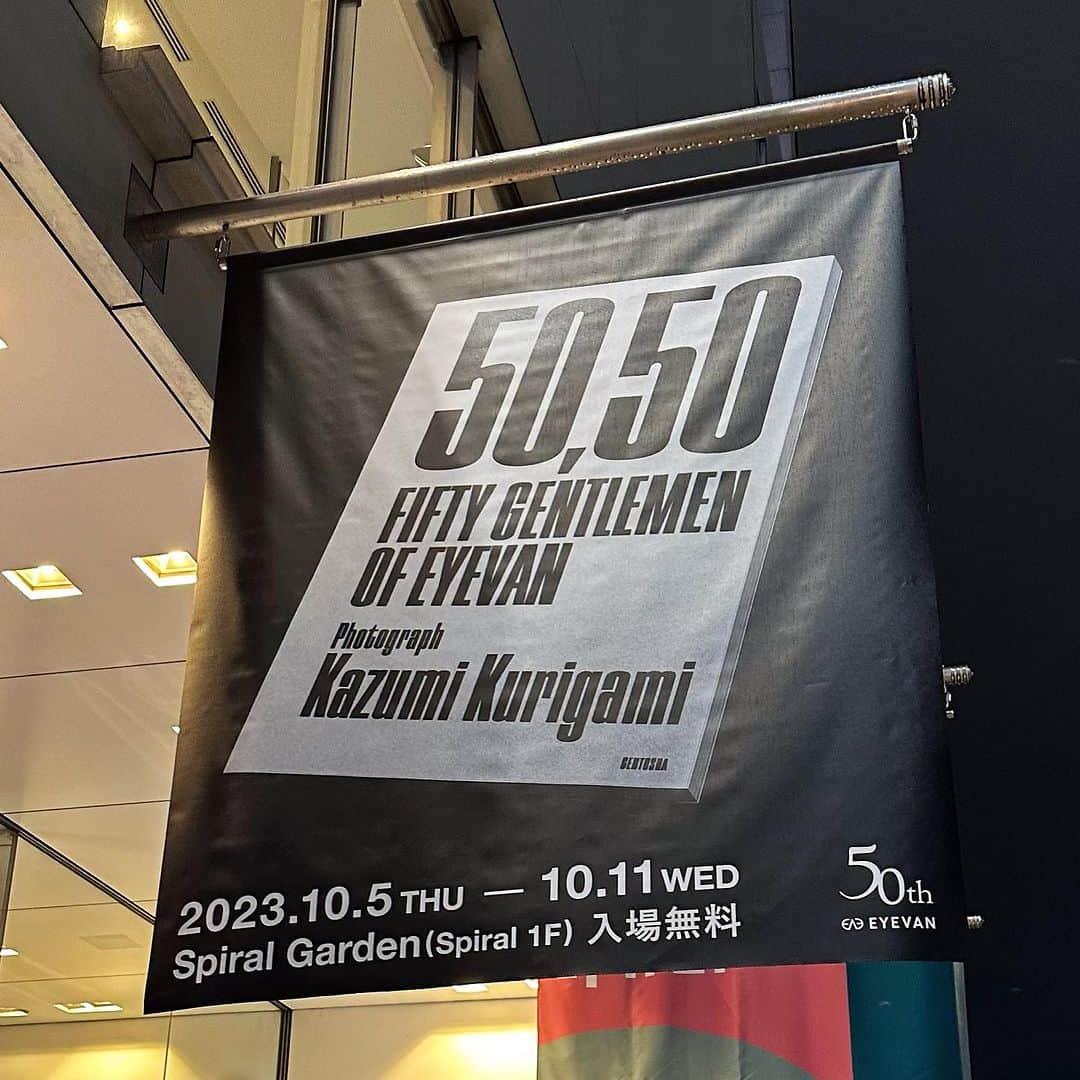 50,50
FIFTY GENTLEMEN
OF EYEVAN
Photograph
Kazumi Kurigami
GENTOSHA
2023.10.5 THU — 10.11 WED
Spiral Garden (Spiral 1F) 入場無料
50th
EYEVAN